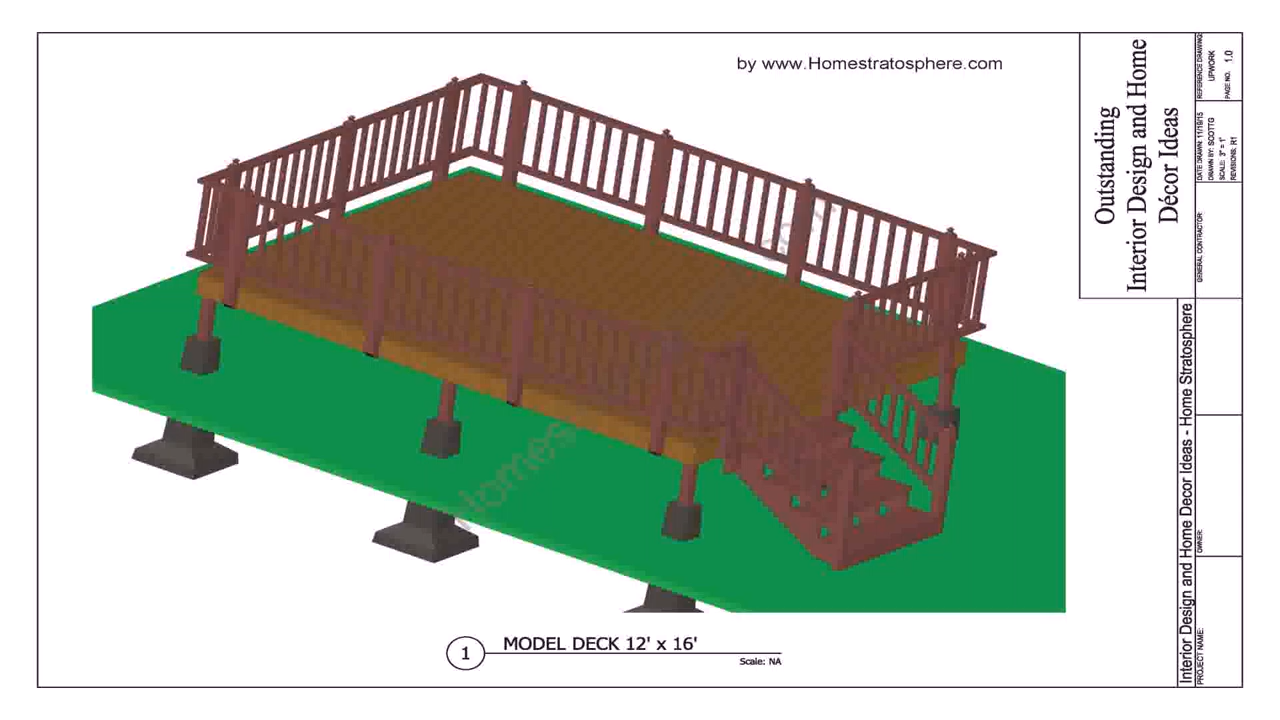 by www.Homestratosphere.com
Outstanding
Interior Design and Home
Décor Ideas
REFERENCE DRAWING:
UPWORK
PAGE NO. 1.0
DATE DRAWN: 11/19/15
DRAWN BY: SCOTTG
SCALE: 3" = 1'
REVISIONS: R1
GENERAL CONTRACTOR:
OWNER:
Interior Design and Home Decor Ideas - Home Stratosphere
PROJECT NAME:
1
MODEL DECK 12' x 16'
Scale: NA